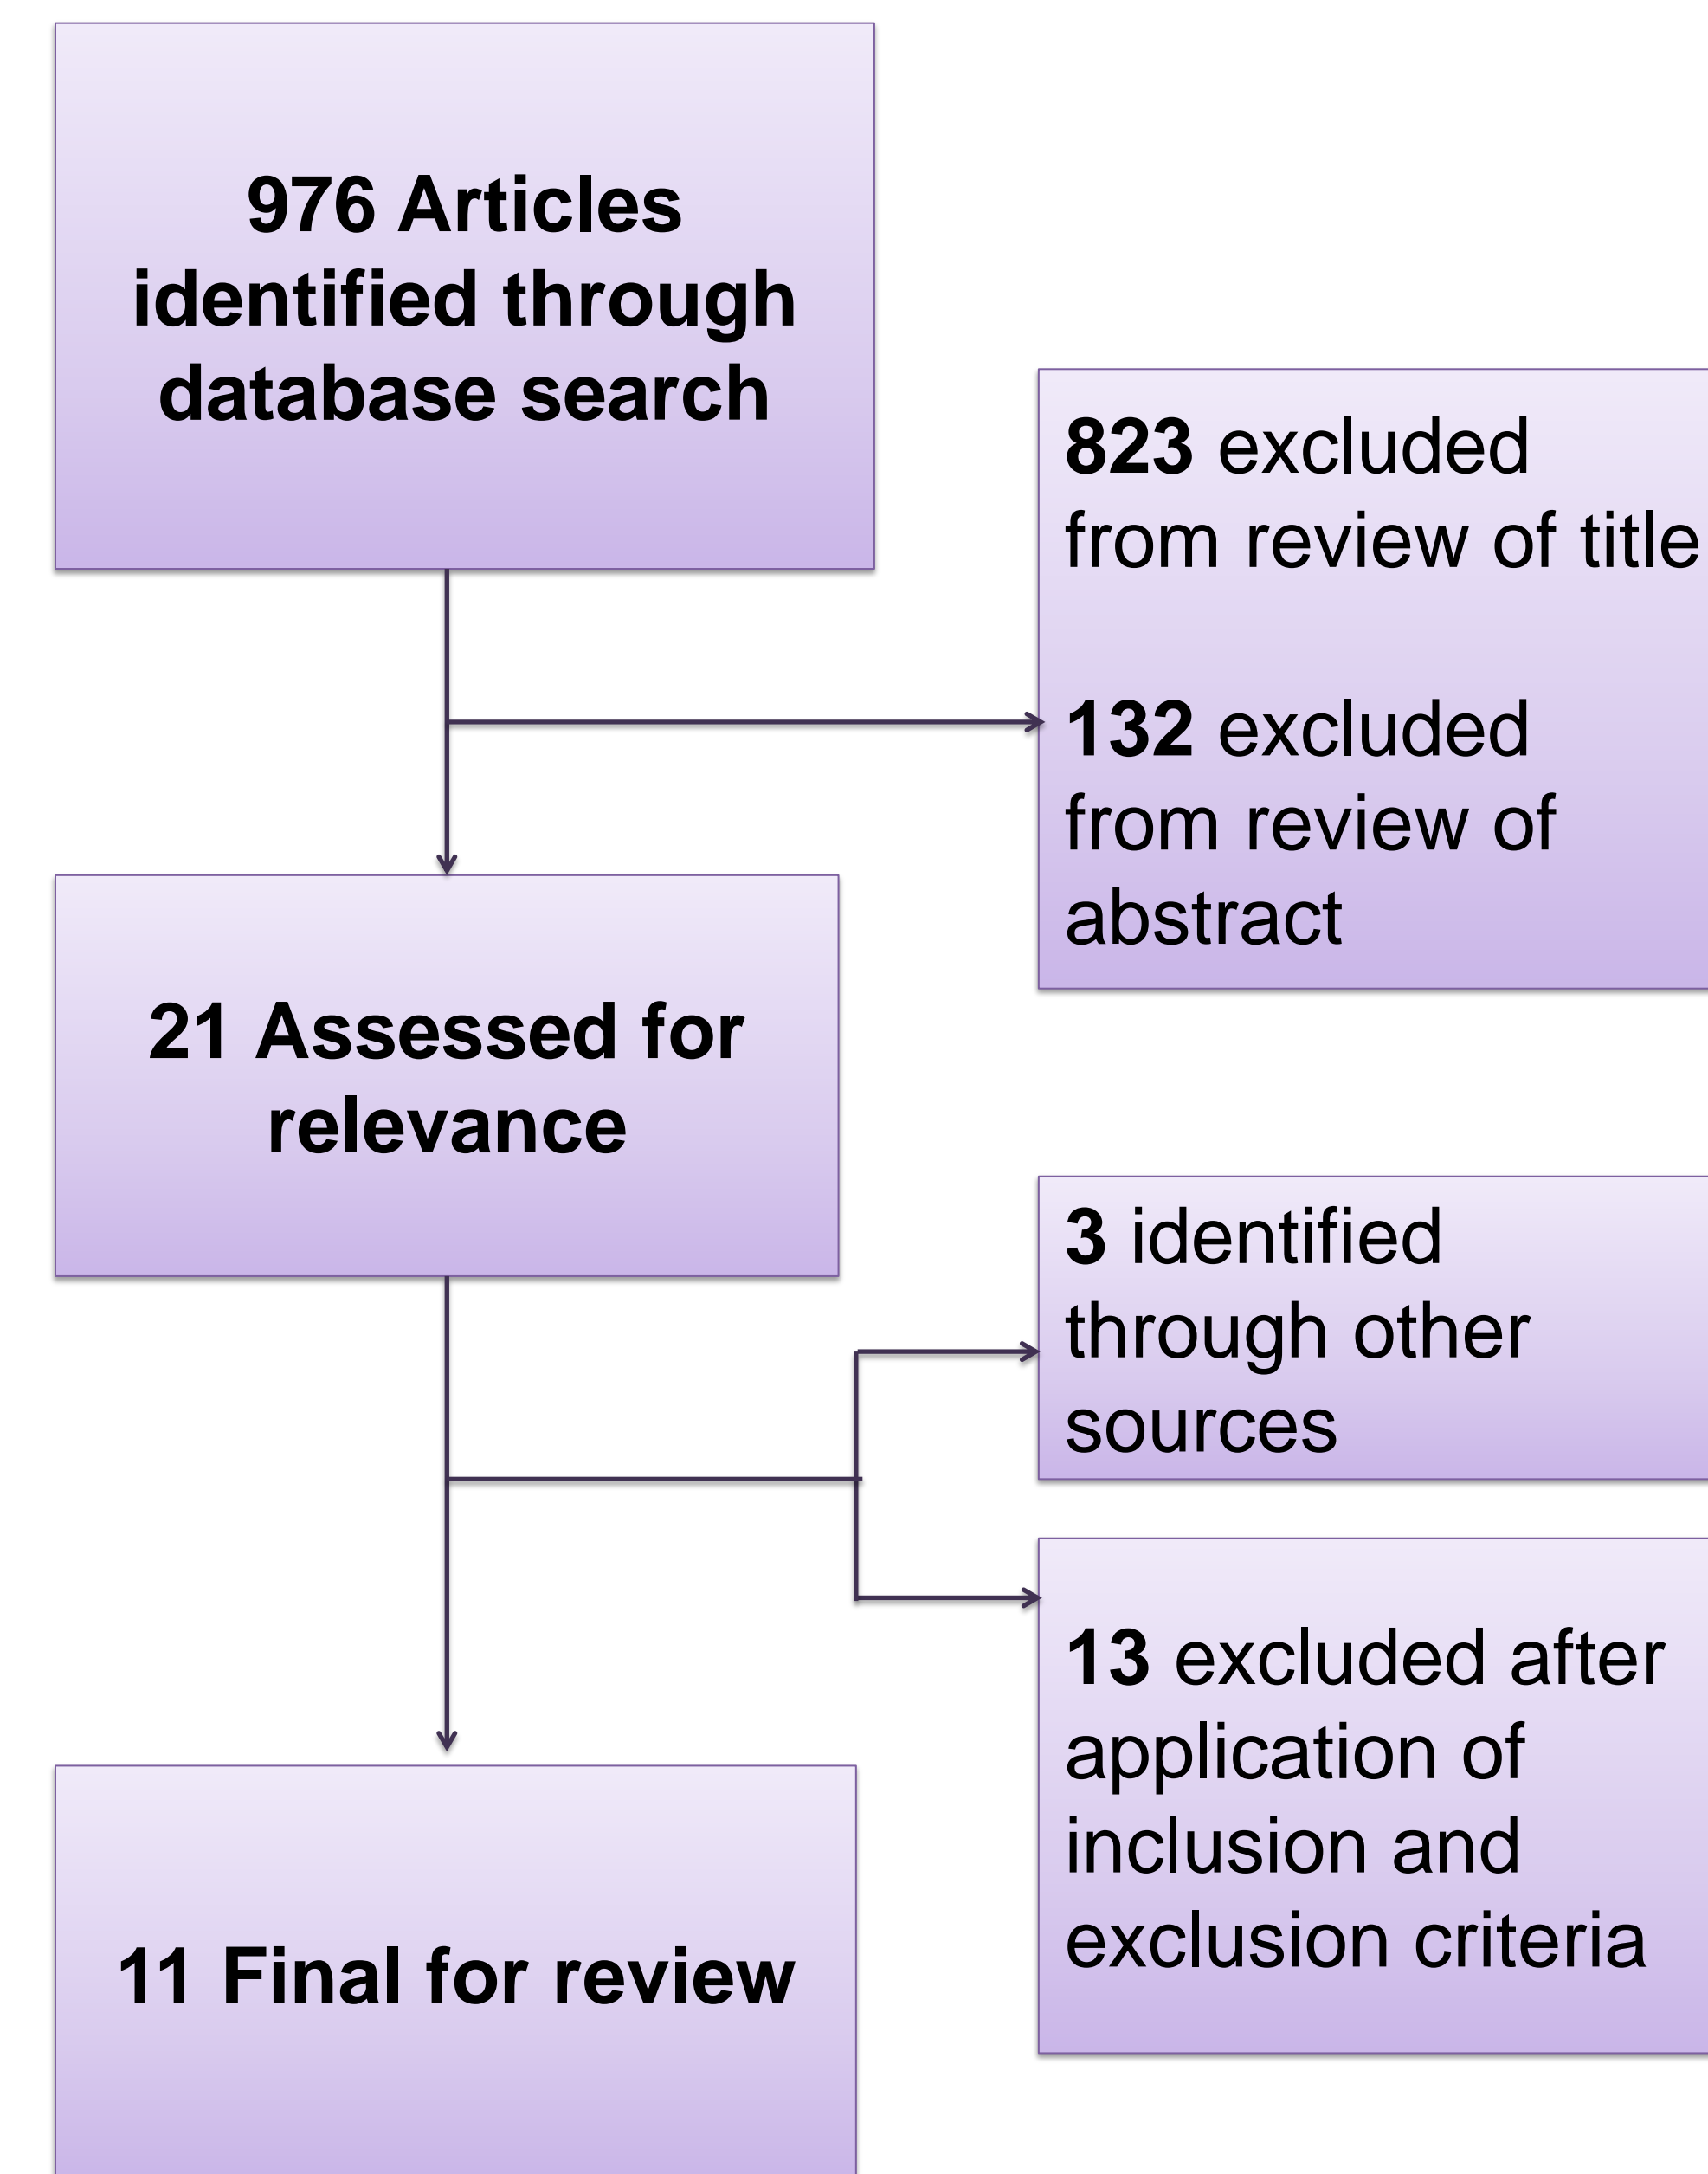 976 Articles
identified through
database search
823 excluded
from review of title
132 excluded
from review of
abstract
21 Assessed for
relevance
3 identified
through other
sources
13 excluded after
application of
inclusion and
exclusion criteria
11 Final for review